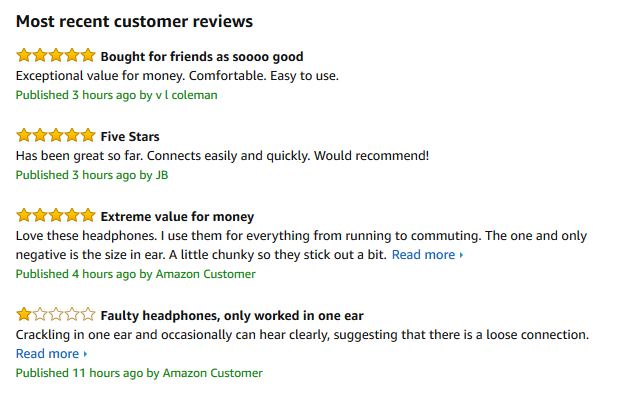 Most recent customer reviews
Bought for friends as soooo good
Exceptional value for money. Comfortable. Easy to use.
Published 3 hours ago by v l coleman
Five Stars
Has been great so far. Connects easily and quickly. Would recommend!
Published 3 hours ago by JB
Extreme value for money
Love these headphones. I use them for everything from running to commuting. The one and only
negative is the size in ear. A little chunky so they stick out a bit. Read more
Published 4 hours ago by Amazon Customer
Faulty headphones, only worked in one ear
Crackling in one ear and occasionally can hear clearly, suggesting that there is a loose connection.
Read more
Published 11 hours ago by Amazon Customer